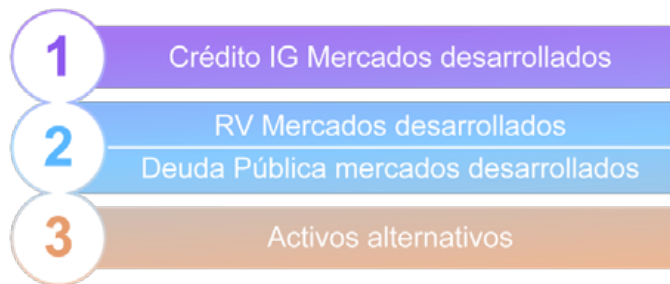 1
Crédito IG Mercados desarrollados
2
RV Mercados desarrollados
Deuda Pública mercados desarrollados
3
Activos alternativos